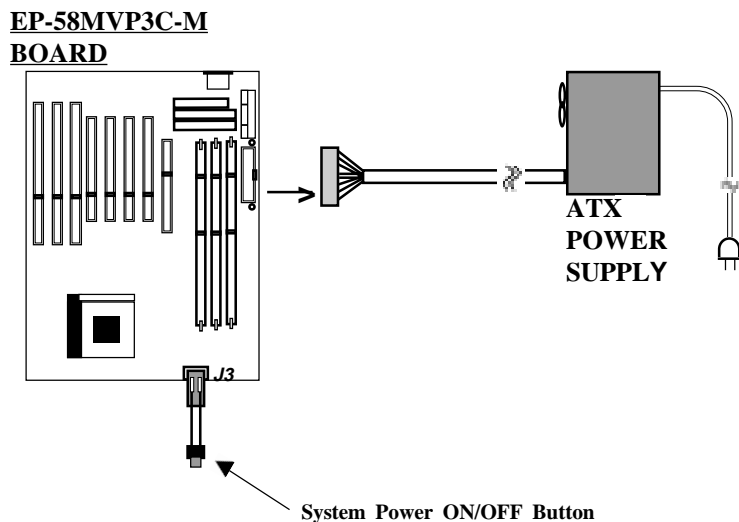 EP-58MVP3C-M
BOARD
ATX
POWER
SUPPLY
J3
System Power ON/OFF Button